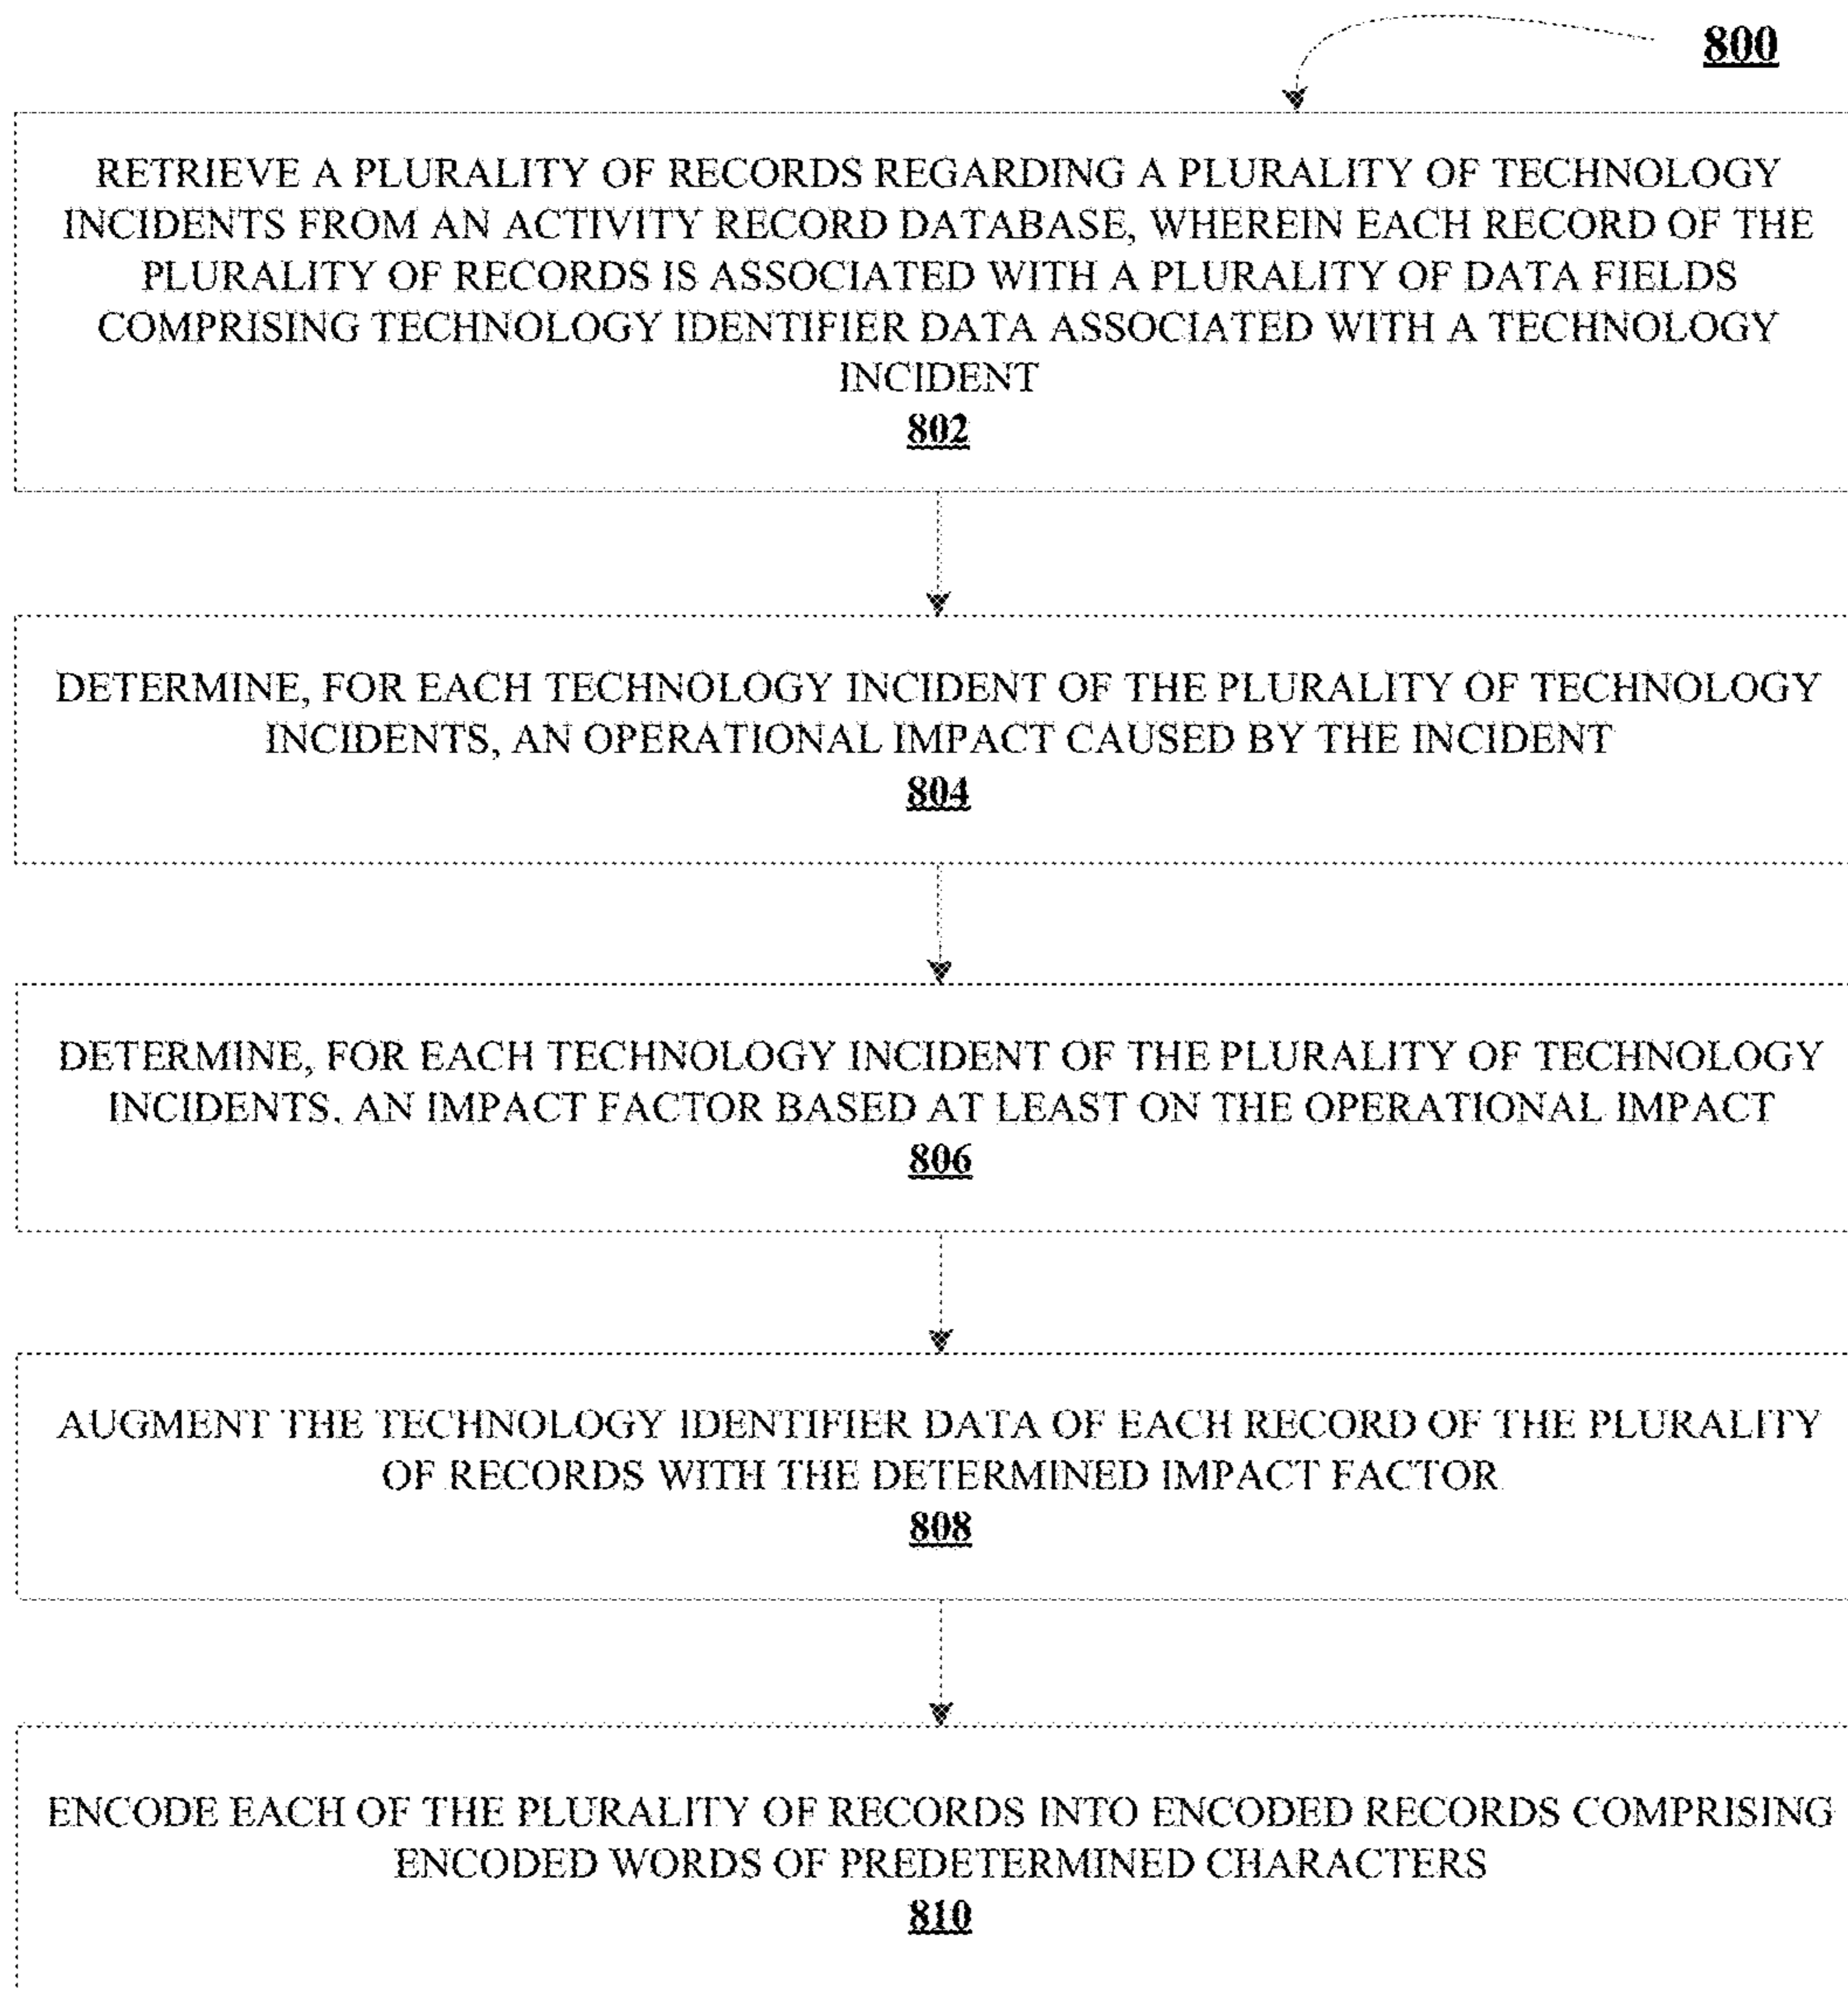 800
RETRIEVE A PLURALITY OF RECORDS REGARDING A PLURALITY OF TECHNOLOGY
INCIDENTS FROM AN ACTIVITY RECORD DATABASE, WHEREIN EACH RECORD OF THE
PLURALITY OF RECORDS IS ASSOCIATED WITH A PLURALITY OF DATA FIELDS
COMPRISING TECHNOLOGY IDENTIFIER DATA ASSOCIATED WITH A TECHNOLOGY
INCIDENT
802
DETERMINE, FOR EACH TECHNOLOGY INCIDENT OF THE PLURALITY OF TECHNOLOGY
INCIDENTS, AN OPERATIONAL IMPACT CAUSED BY THE INCIDENT
804
DETERMINE, FOR EACH TECHNOLOGY INCIDENT OF THE PLURALITY OF TECHNOLOGY
INCIDENTS, AN IMPACT FACTOR BASED AT LEAST ON THE OPERATIONAL IMPACT
806
AUGMENT THE TECHNOLOGY IDENTIFIER DATA OF EACH RECORD OF THE PLURALITY
OF RECORDS WITH THE DETERMINED IMPACT FACTOR
808
ENCODE EACH OF THE PLURALITY OF RECORDS INTO ENCODED RECORDS COMPRISING
ENCODED WORDS OF PREDETERMINED CHARACTERS
810